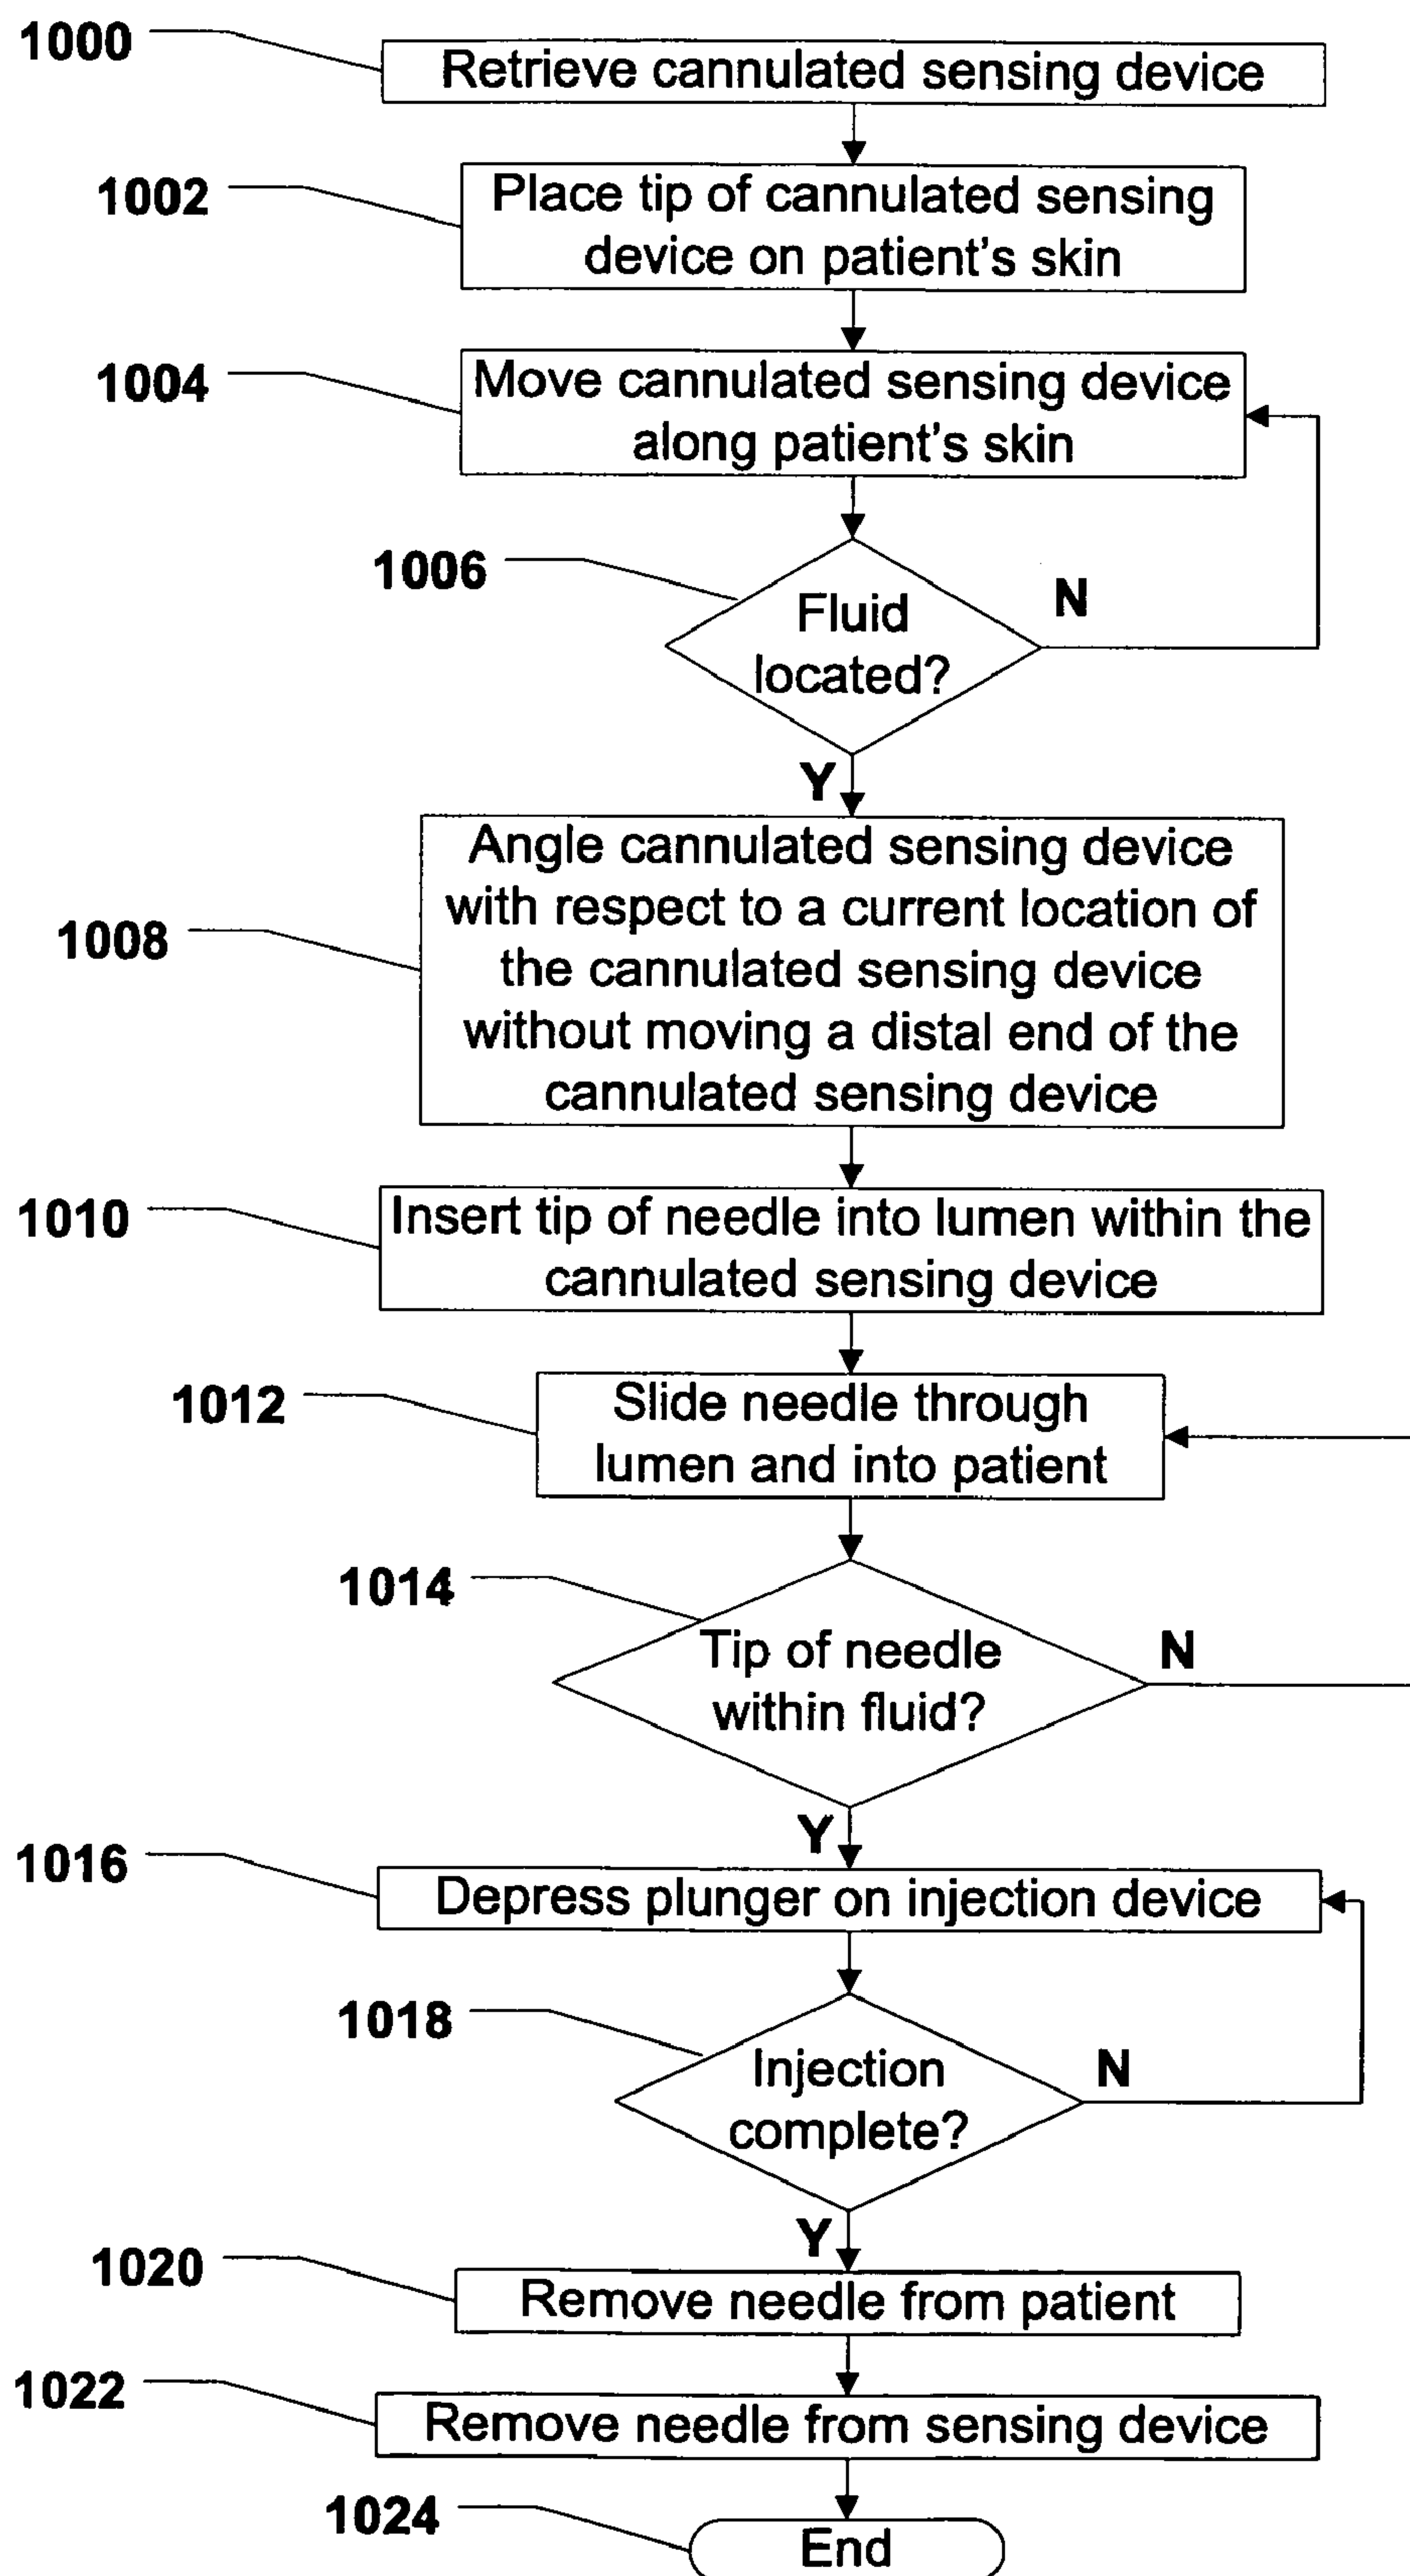 1000
Retrieve cannulated sensing device
1002
Place tip of cannulated sensing
device on patient's skin
1004
Move cannulated sensing device
along patient's skin
1006
Fluid
located?
N
Y
1008
Angle cannulated sensing device
with respect to a current location of
the cannulated sensing device
without moving a distal end of the
cannulated sensing device
1010
Insert tip of needle into lumen within the
cannulated sensing device
1012
Slide needle through
lumen and into patient
1014
Tip of needle
within fluid?
N
Y
1016
Depress plunger on injection device
1018
Injection
complete?
N
Y
1020
Remove needle from patient
1022
Remove needle from sensing device
1024
End